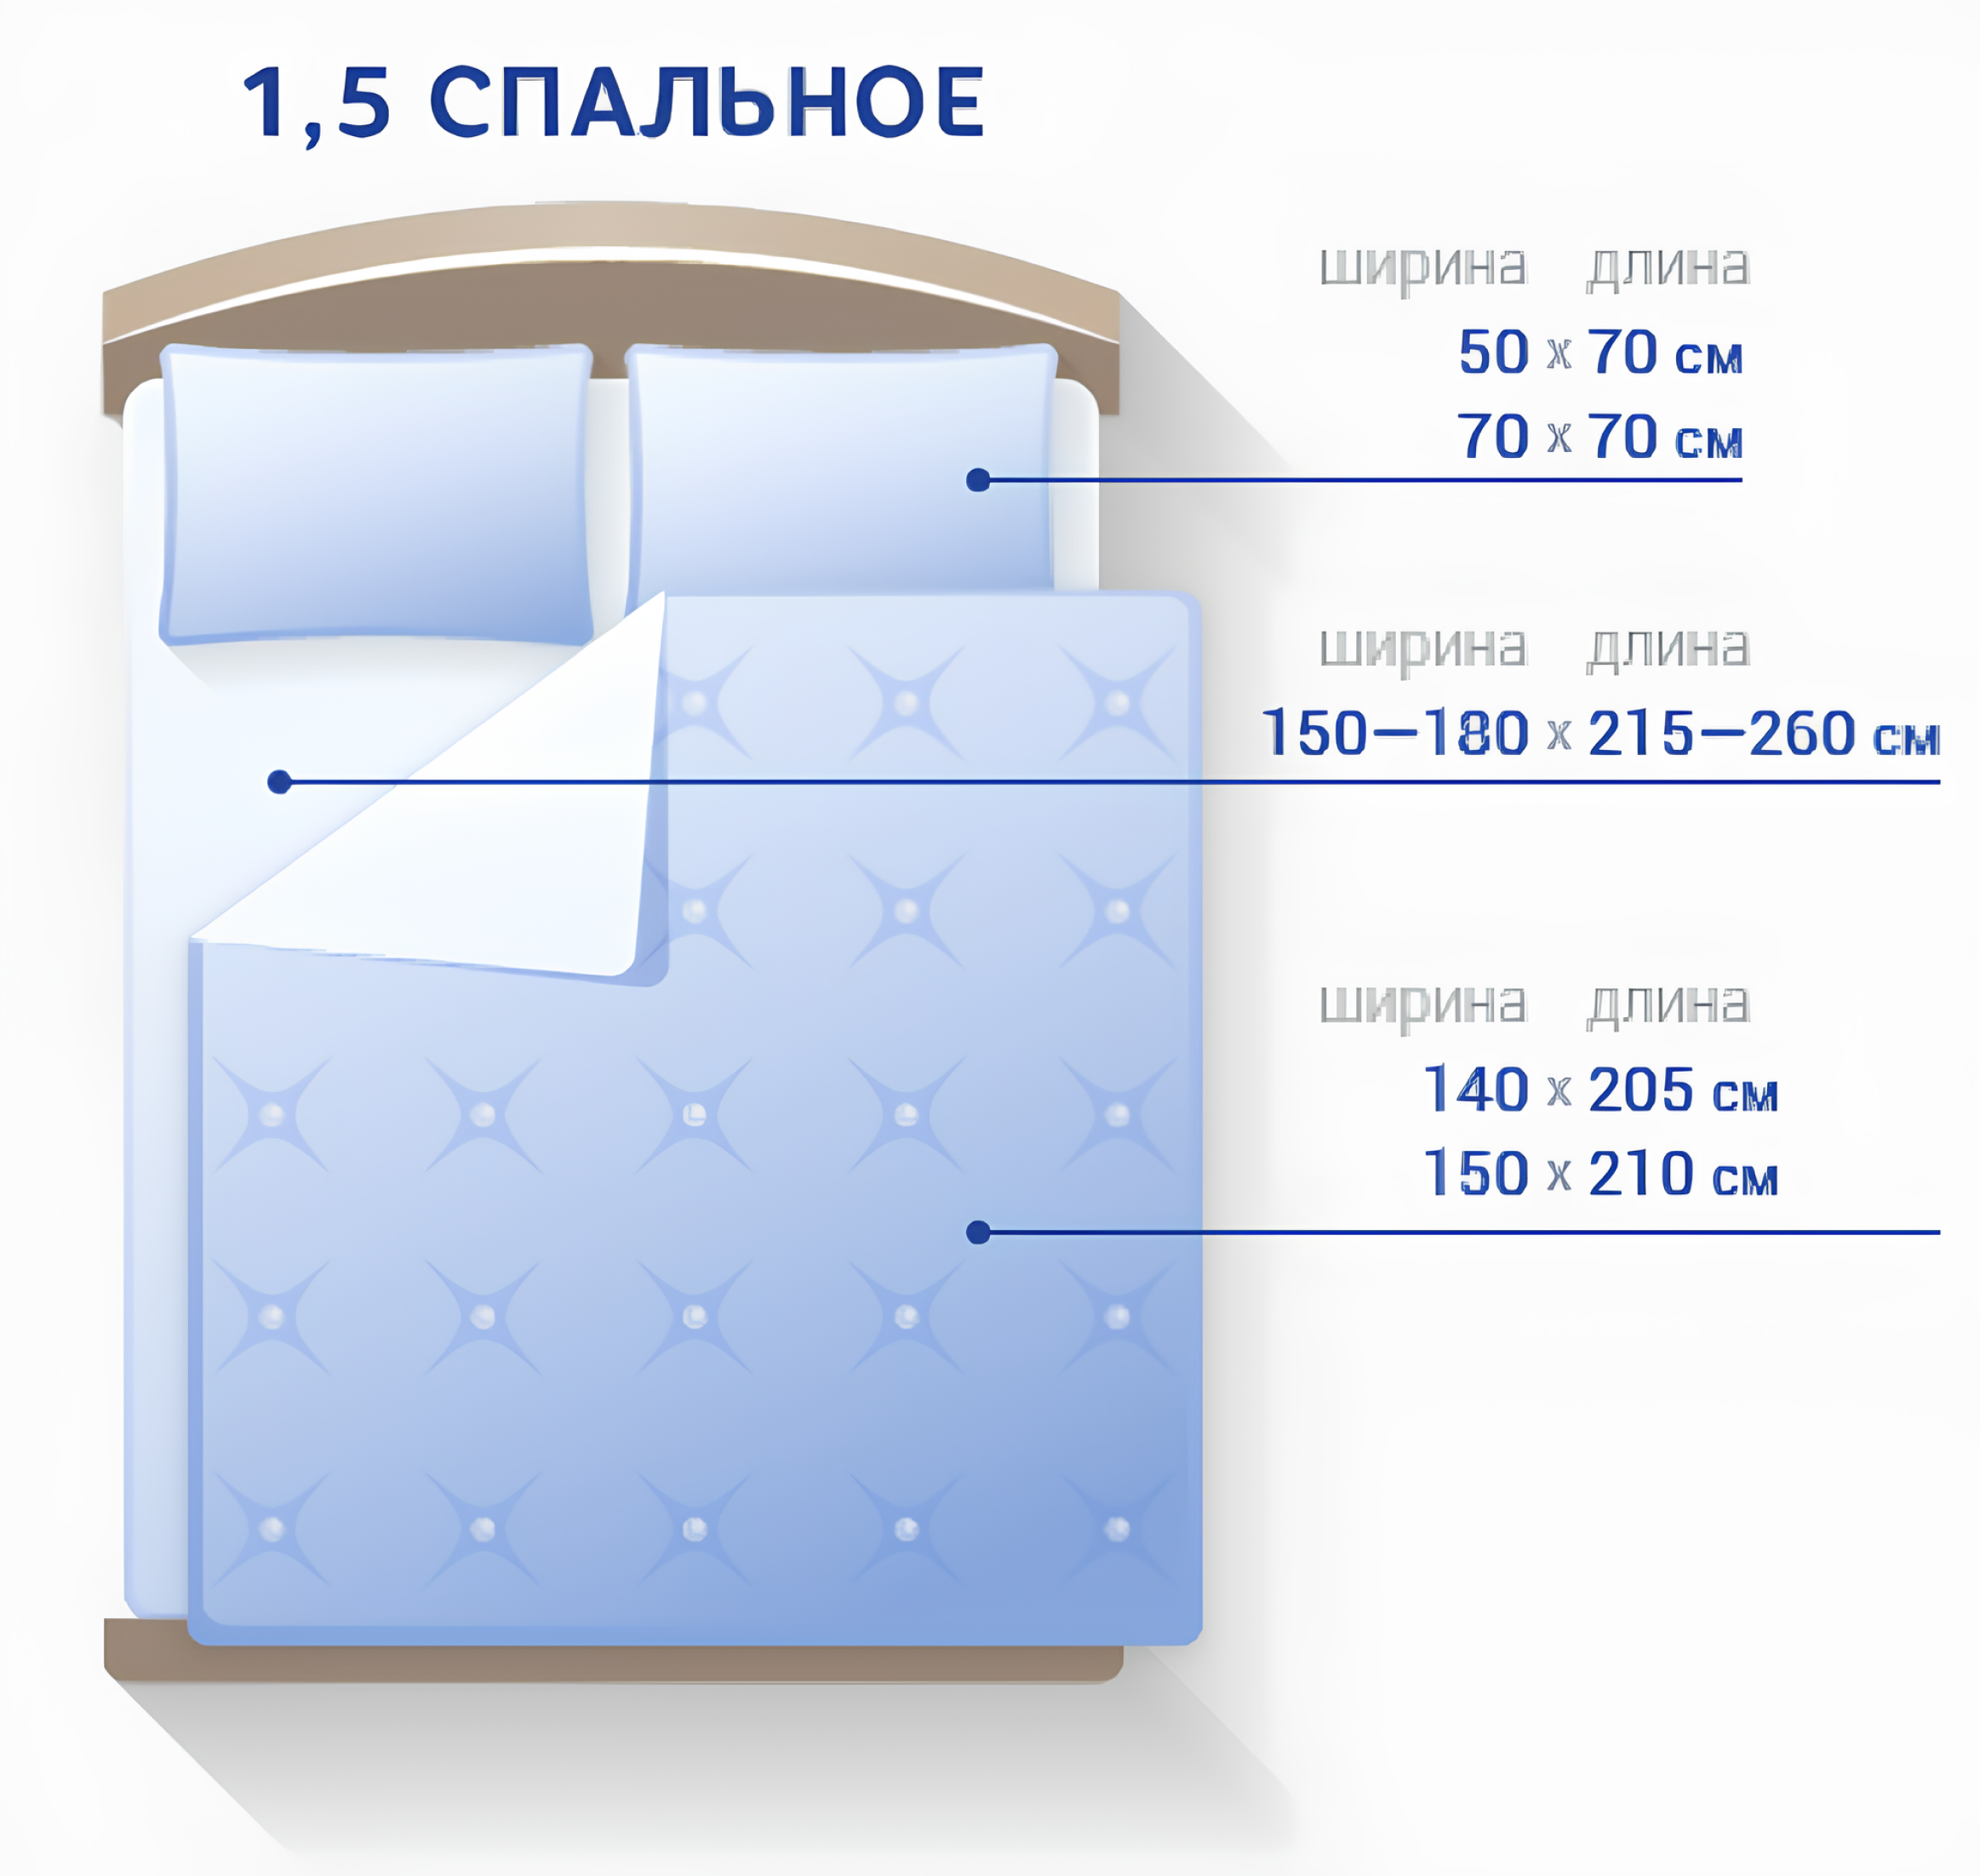 1,5 СПАЛЬНОЕ
ширина длина
50 x 70 см
70 x 70 см
ширина длина
150—180 x 215—260 см
ширина длина
140 x 205 см
150 x 210 см